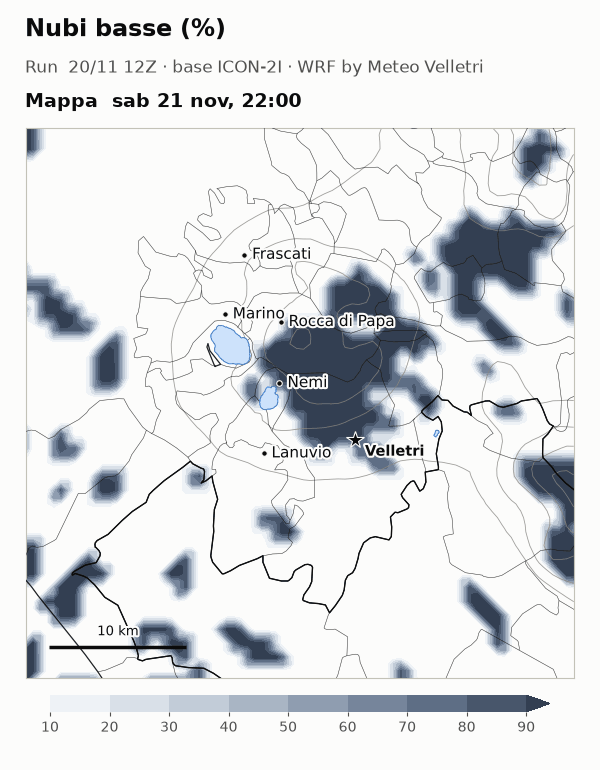 Nubi basse (%)
Run  20/11 12Z · base ICON-2I · WRF by Meteo Velletri
Mappa  sab 21 nov, 22:00
Frascati
Marino
Rocca di Papa
Nemi
Velletri
Lanuvio
10 km
10 20 30 40 50 60 70 80 90